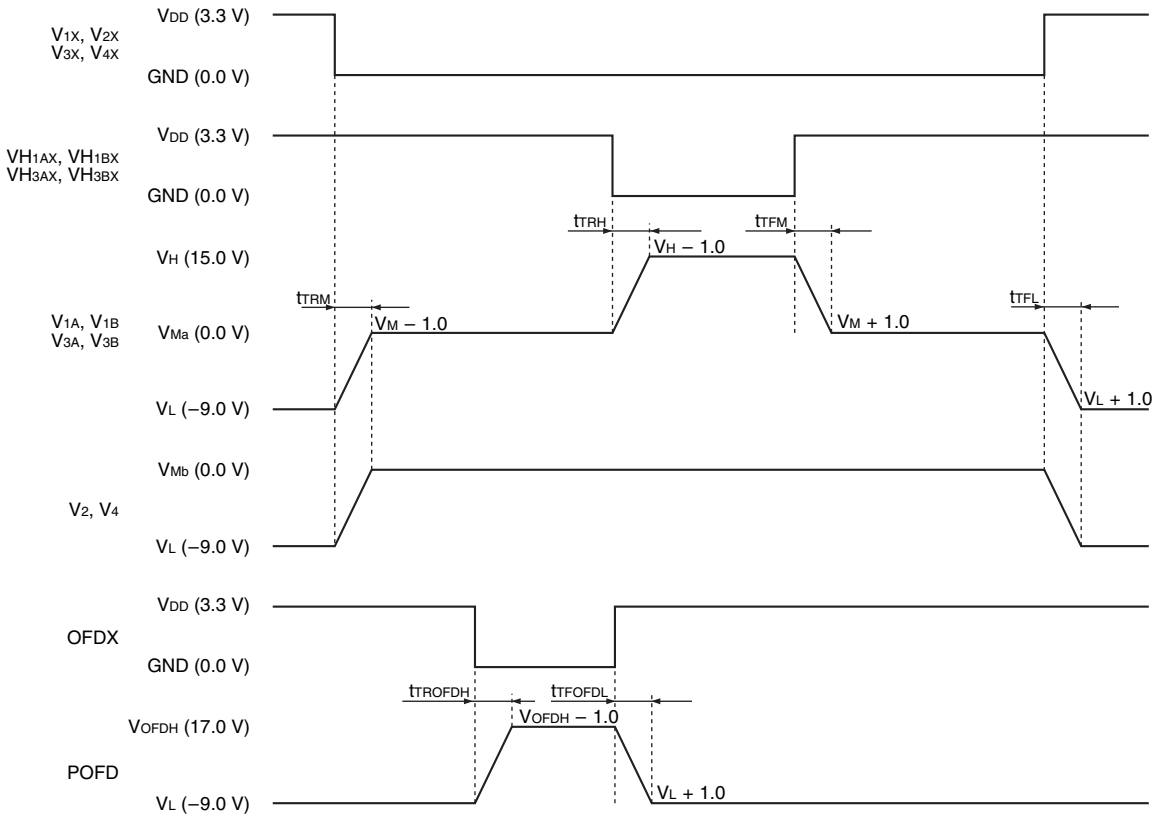 VDD (3.3 V)
V1X, V2X
V3X, V4X
GND (0.0 V)
VDD (3.3 V)
VH1AX, VH1BX
VH3AX, VH3BX
GND (0.0 V)
tTRH
tTFM
VH (15.0 V)
VH − 1.0
tTRM
tTFL
V1A, V1B
V3A, V3B
VMa (0.0 V)
VM − 1.0
VM + 1.0
VL (−9.0 V)
VL + 1.0
VMb (0.0 V)
V2, V4
VL (−9.0 V)
VDD (3.3 V)
OFDX
GND (0.0 V)
tTROFDH
tTFOFDL
VOFDH (17.0 V)
VOFDH − 1.0
POFD
VL (−9.0 V)
VL + 1.0